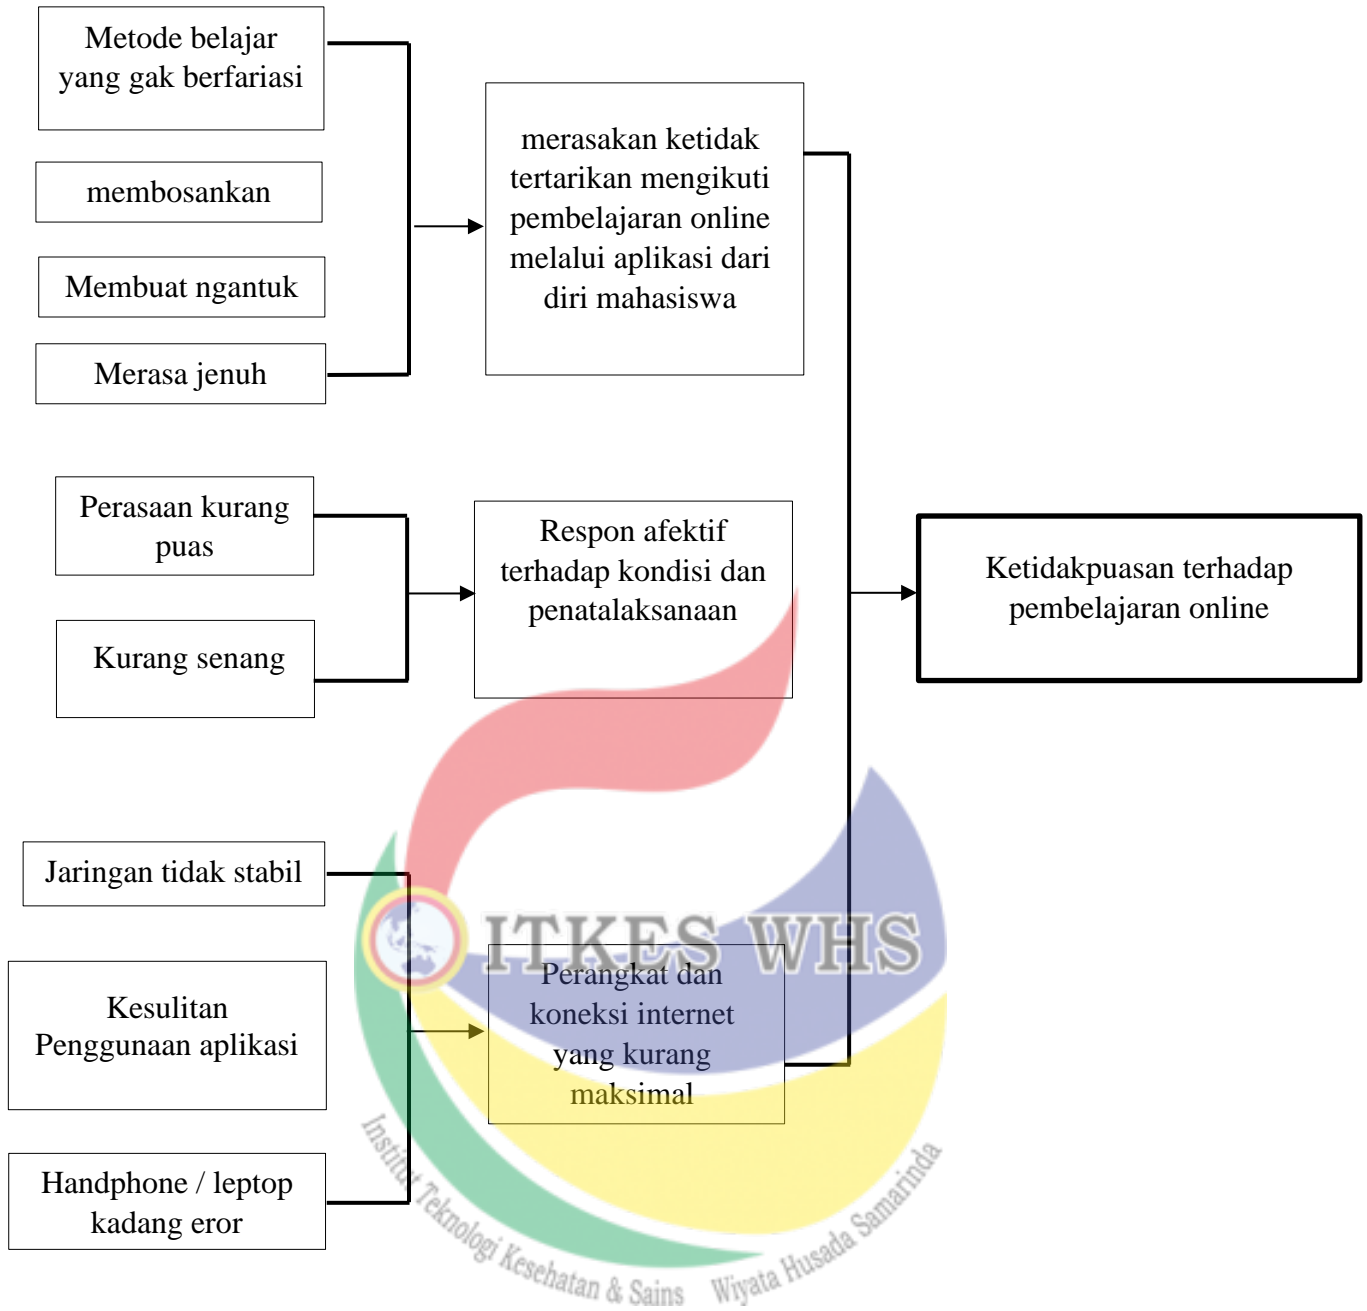 Metode belajar
yang gak berfariasi
membosankan
Membuat ngantuk
Merasa jenuh
merasakan ketidak
tertarikan mengikuti
pembelajaran online
melalui aplikasi dari
diri mahasiswa
Perasaan kurang
puas
Kurang senang
Respon afektif
terhadap kondisi dan
penatalaksanaan
Ketidakpuasan terhadap
pembelajaran online
Jaringan tidak stabil
Kesulitan
Penggunaan aplikasi
Handphone / leptop
kadang eror
Perangkat dan
koneksi internet
yang kurang
maksimal
ITKES WHS
Institut Teknologi Kesehatan & Sains Wiyata Husada Samarinda